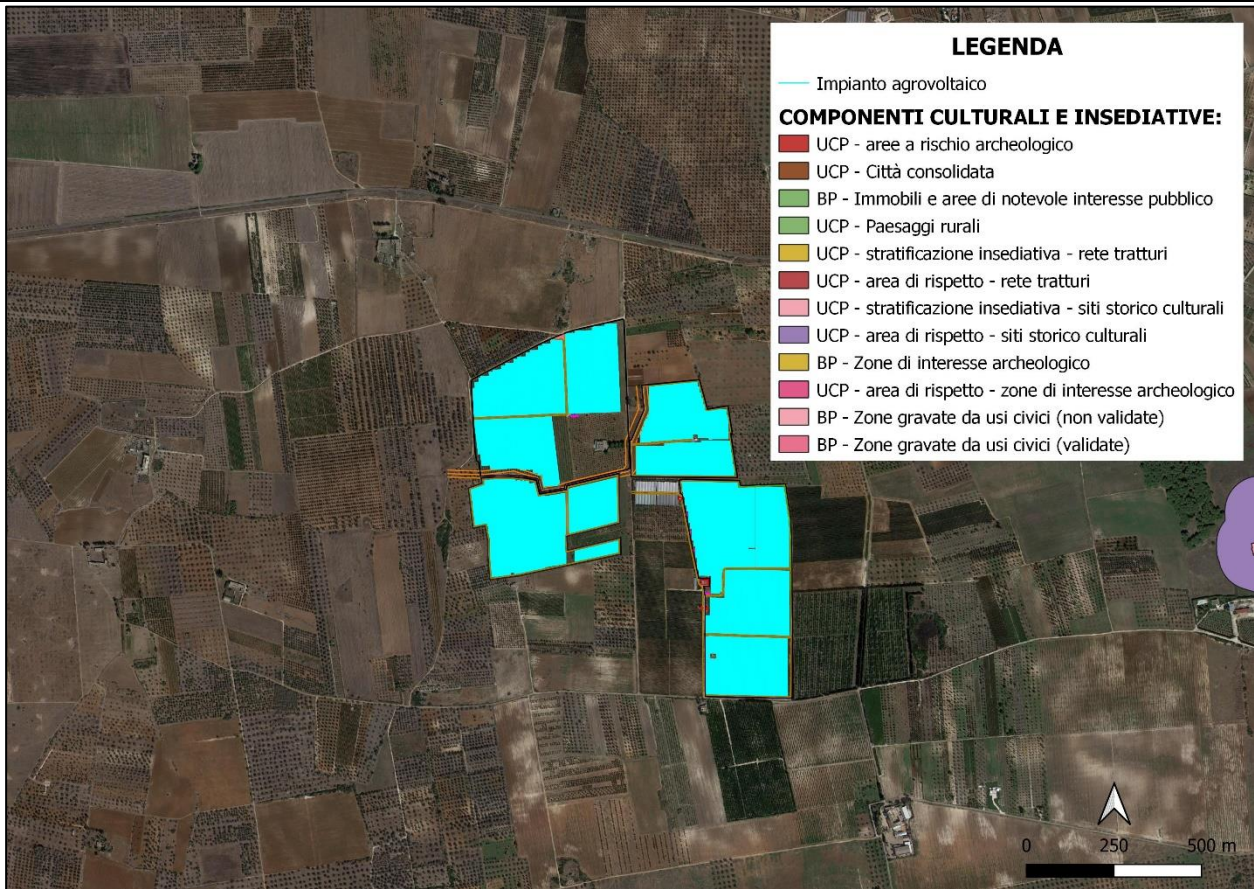 LEGENDA
Impianto agrovoltaico
COMPONENTI CULTURALI E INSEDIATIVE:
UCP - aree a rischio archeologico
UCP - Città consolidata
BP - Immobili e aree di notevole interesse pubblico
UCP - Paesaggi rurali
UCP - stratificazione insediativa - rete tratturi
UCP - area di rispetto - rete tratturi
UCP - stratificazione insediativa - siti storico culturali
UCP - area di rispetto - siti storico culturali
BP - Zone di interesse archeologico
UCP - area di rispetto - zone di interesse archeologico
BP - Zone gravate da usi civici (non validate)
BP - Zone gravate da usi civici (validate)
0 250 500 m